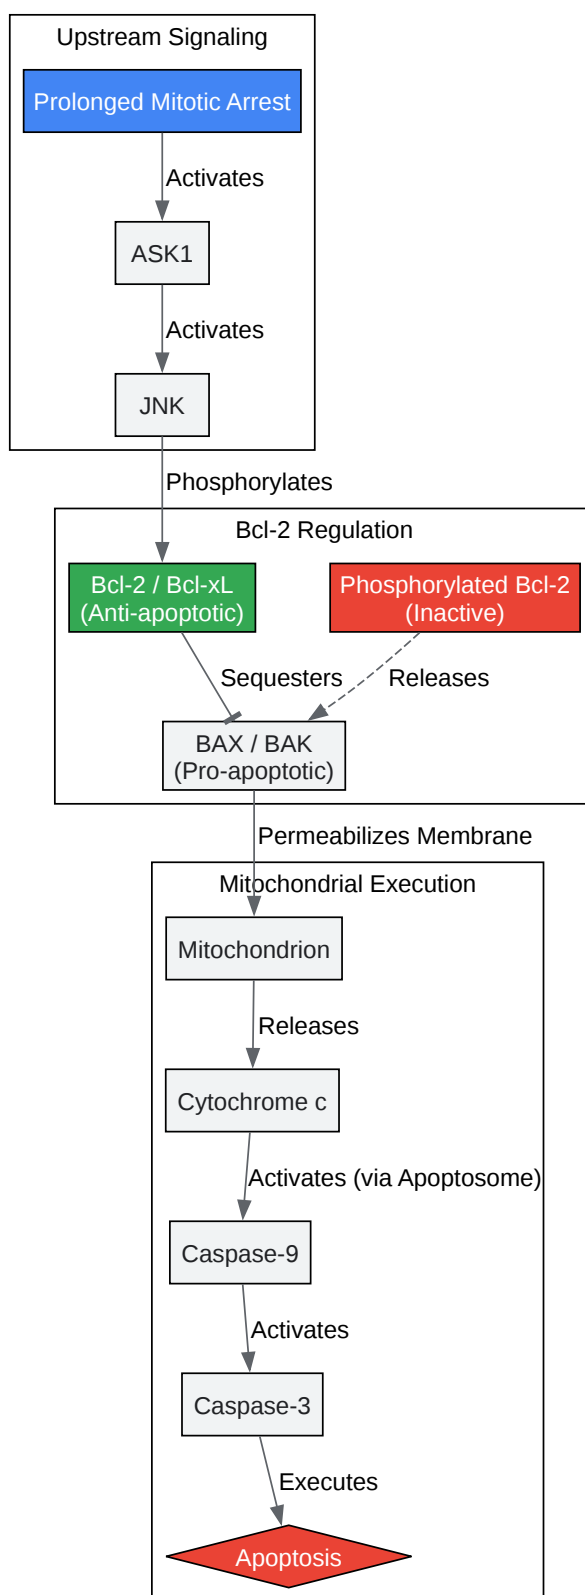 Upstream Signaling
Prolonged Mitotic Arrest
Activates
ASK1
Activates
JNK
Phosphorylates
Bcl-2 Regulation
Bcl-2 / Bcl-xL
(Anti-apoptotic)
Phosphorylated Bcl-2
(Inactive)
Sequesters
Releases
BAX / BAK
(Pro-apoptotic)
Permeabilizes Membrane
Mitochondrial Execution
Mitochondrion
Releases
Cytochrome c
Activates (via Apoptosome)
Caspase-9
Activates
Caspase-3
Executes
Apoptosis